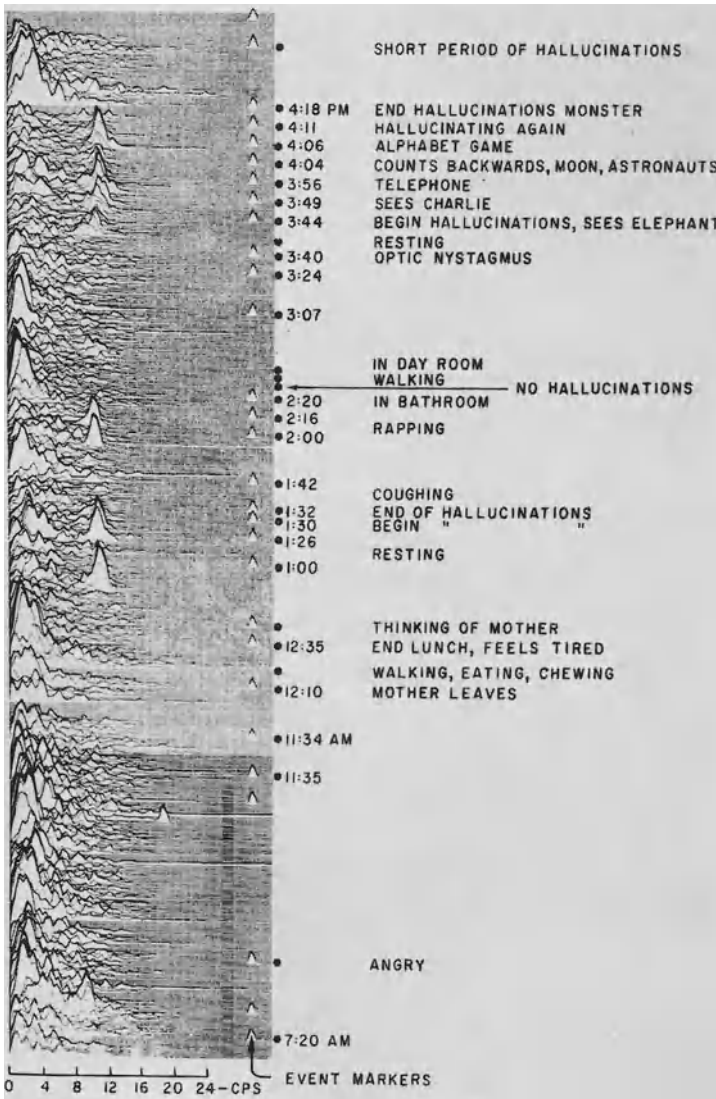 SHORT PERIOD OF HALLUCINATIONS
4:18 PM END HALLUCINATIONS MONSTER
4:11 HALLUCINATING AGAIN
4:06 ALPHABET GAME
4:04 COUNTS BACKWARDS, MOON, ASTRONAUTS
3:56 TELEPHONE
3:49 SEES CHARLIE
3:44 BEGIN HALLUCINATIONS, SEES ELEPHANT
RESTING
3:40 OPTIC NYSTAGMUS
3:24
3:07
IN DAY ROOM
WALKING
NO HALLUCINATIONS
2:20 IN BATHROOM
2:16
RAPPING
2:00
1:42
COUGHING
1:32 END OF HALLUCINATIONS
1:30 BEGIN " "
1:26
RESTING
1:00
THINKING OF MOTHER
12:35 END LUNCH, FEELS TIRED
WALKING, EATING, CHEWING
12:10 MOTHER LEAVES
11:34 AM
11:35
ANGRY
7:20 AM
EVENT MARKERS
0 4 8 12 16 20 24-CPS